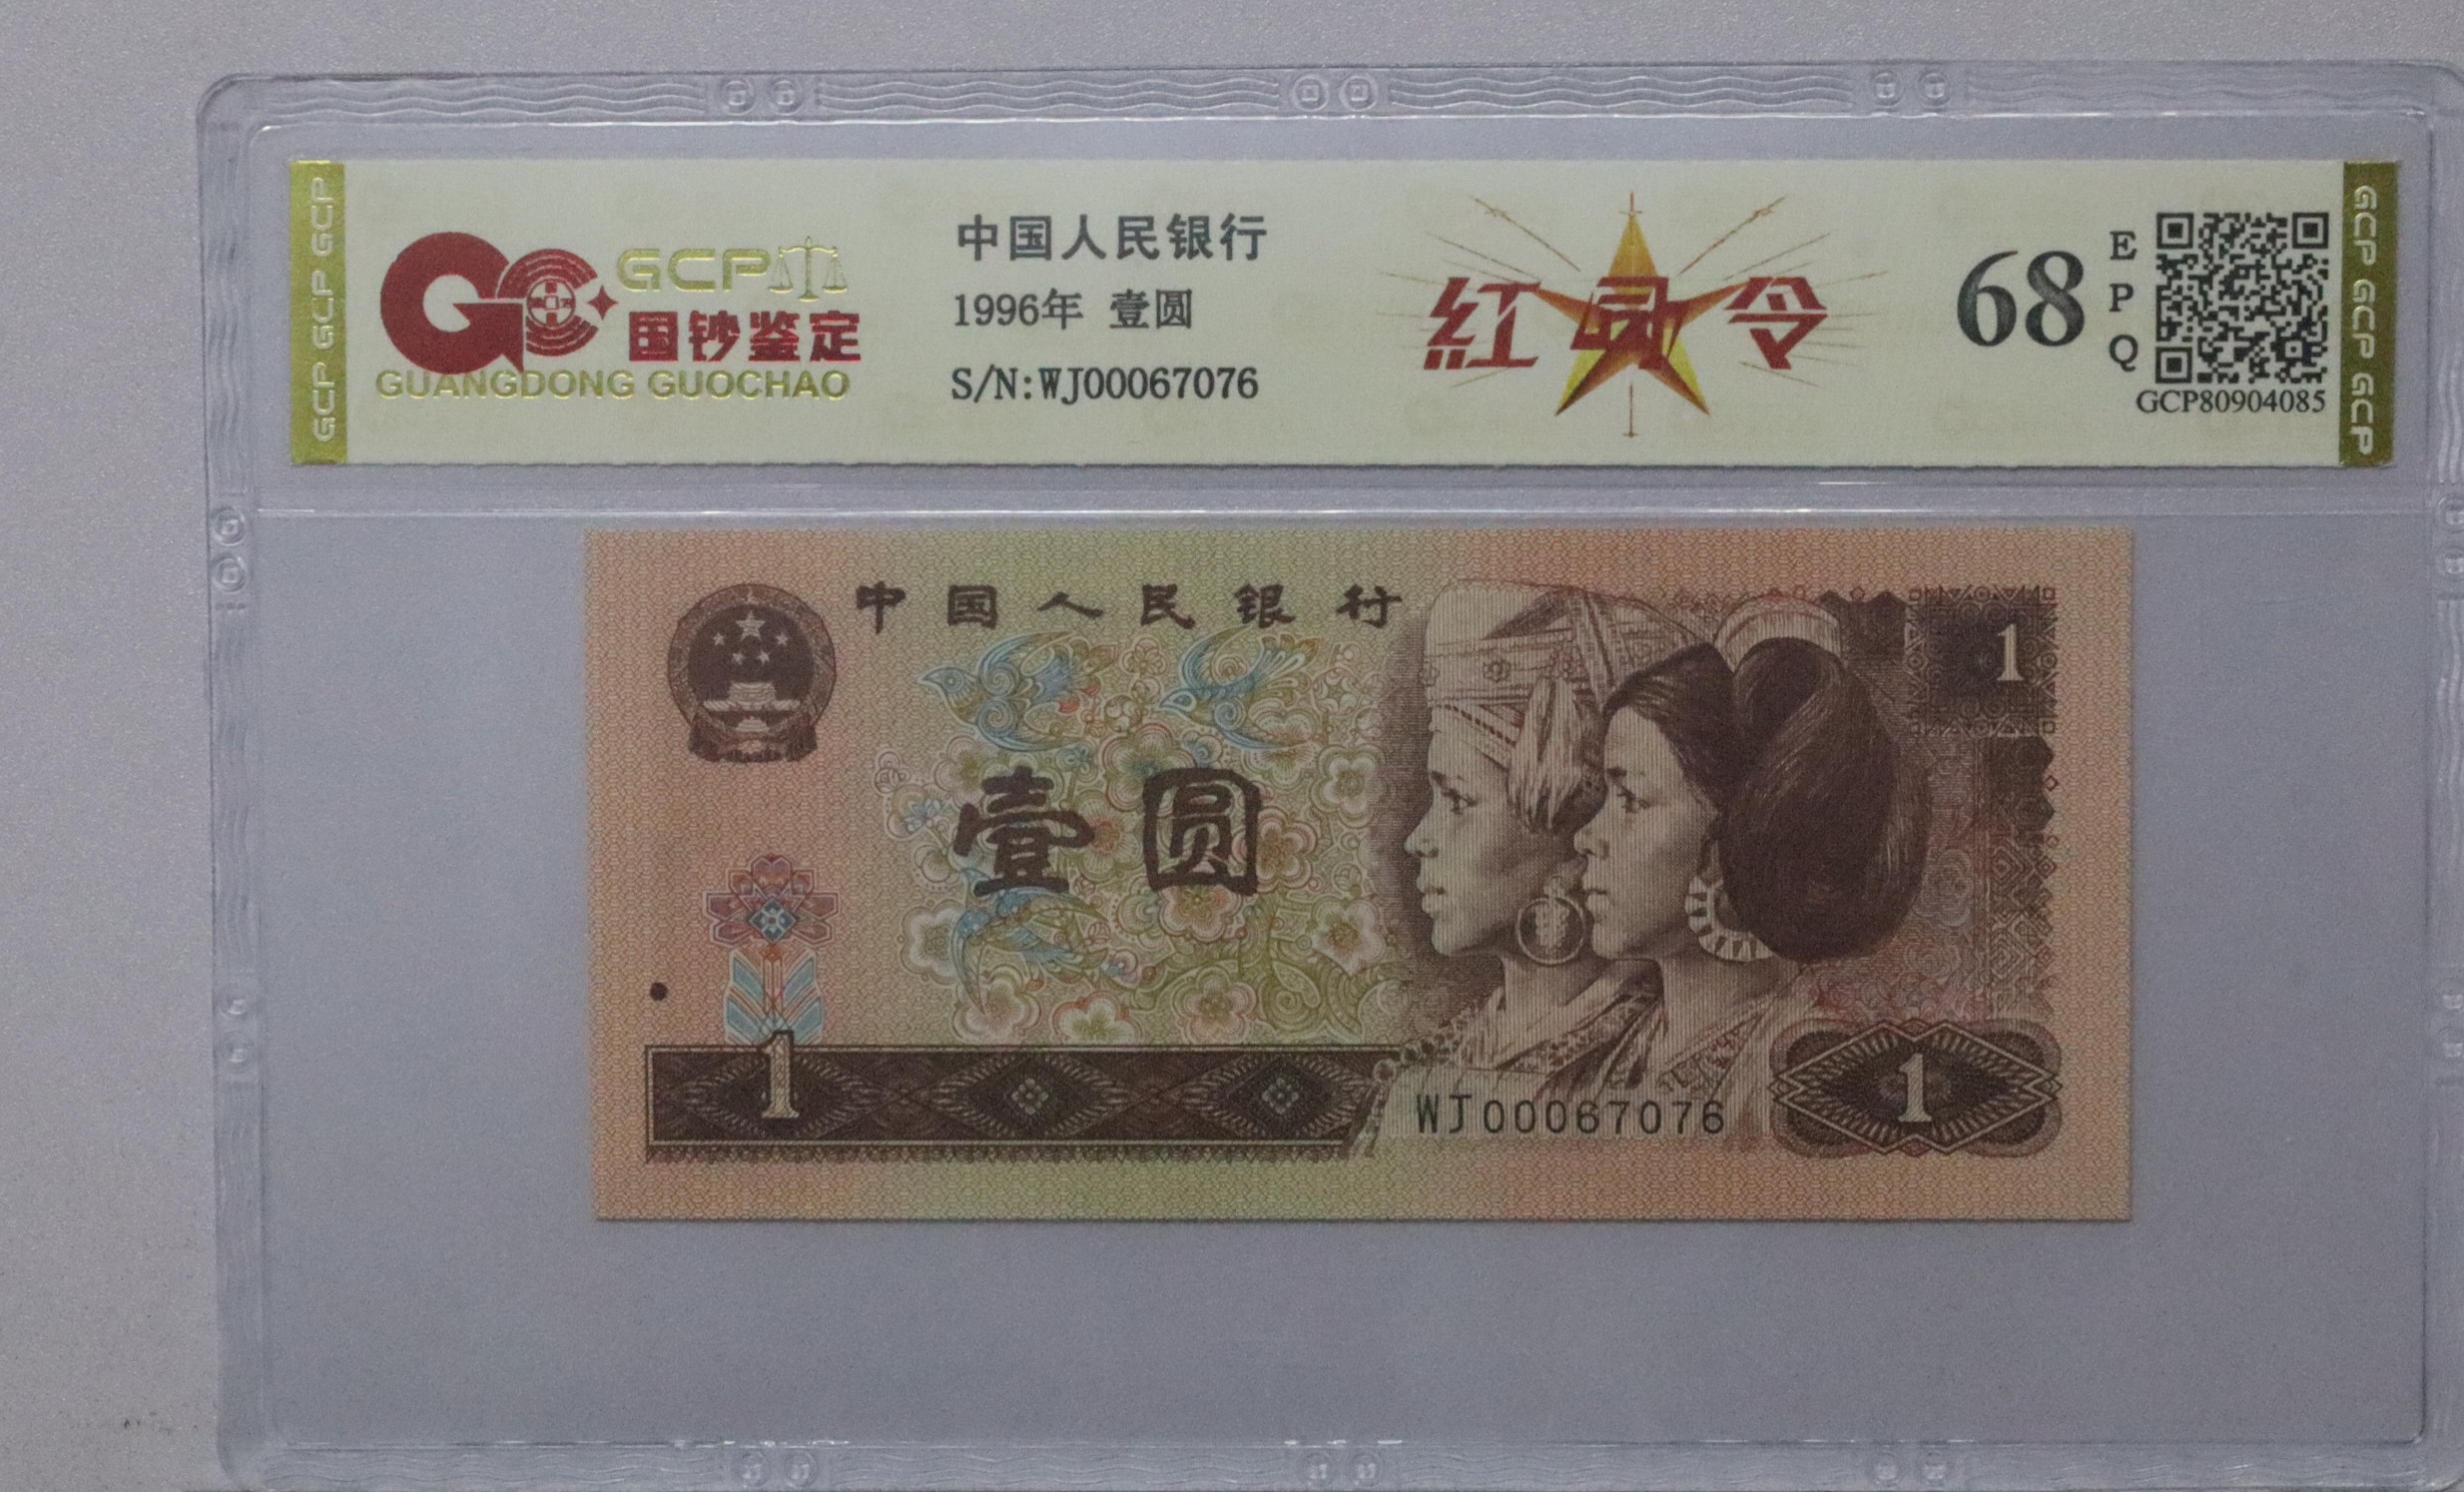 GCP GCP GCP
GCP
国钞鉴定
GUANGDONG GUOCHAO
中国人民银行
1996年 壹圆
S/N:WJ00067076
紅 令
68
E
P
Q
GCP80904085
GCP GCP GCP
中国人民银行
1
壹圆
1
WJ00067076
1